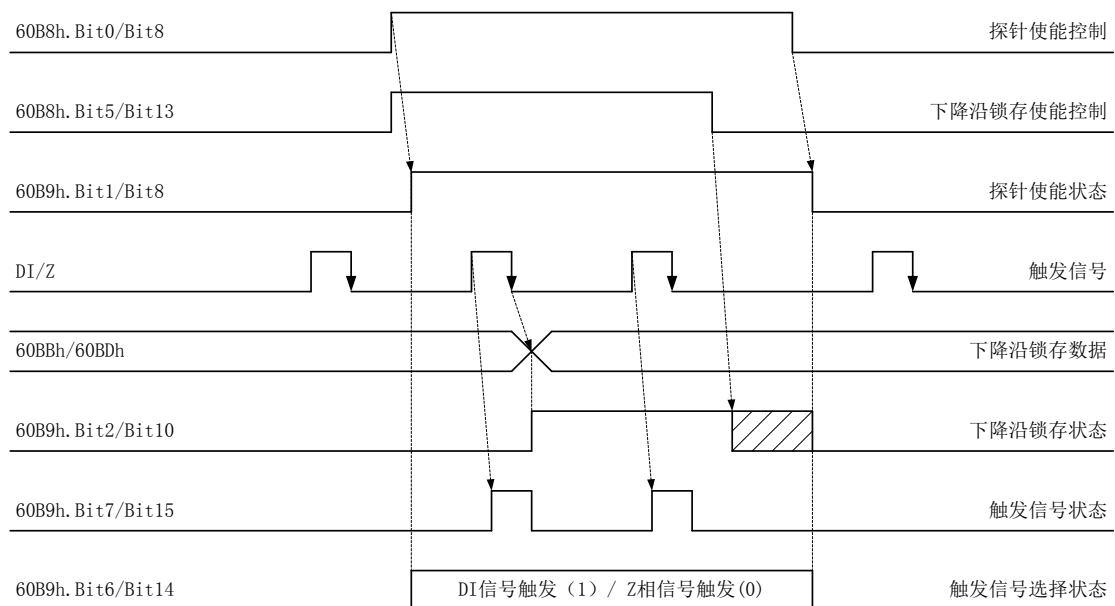 60B8h.Bit0/Bit8 探针使能控制
60B8h.Bit5/Bit13 下降沿锁存使能控制
60B9h.Bit1/Bit8 探针使能状态
DI/Z 触发信号
60BBh/60BDh 下降沿锁存数据
60B9h.Bit2/Bit10 下降沿锁存状态
60B9h.Bit7/Bit15 触发信号状态
60B9h.Bit6/Bit14 DI信号触发（1）/ Z相信号触发(0) 触发信号选择状态